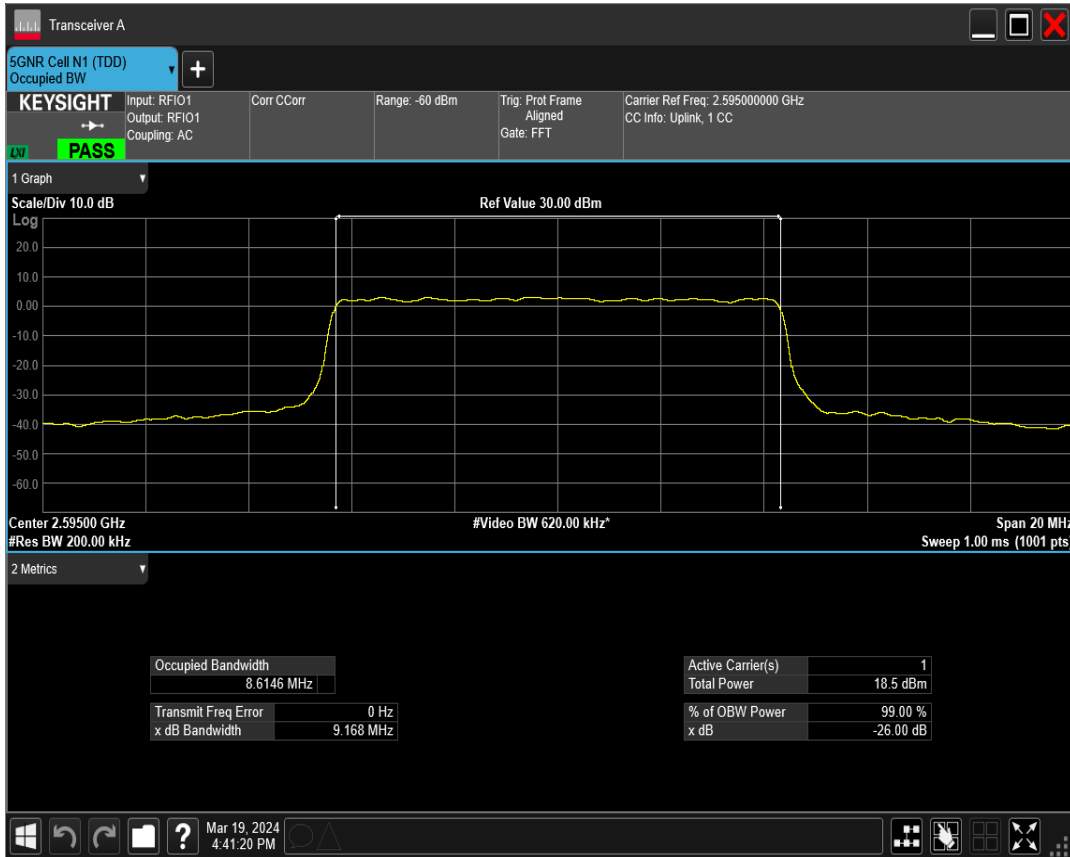 Transceiver A
5GNR Cell N1 (TDD)
Occupied BW
+
KEYSIGHT
LXI
PASS
Input: RFIO1
Output: RFIO1
Coupling: AC
Corr CCorr
Range: -60 dBm
Trig: Prot Frame
Aligned
Gate: FFT
Carrier Ref Freq: 2.595000000 GHz
CC Info: Uplink, 1 CC
1 Graph
Scale/Div 10.0 dB
Ref Value 30.00 dBm
Log
20.0
10.0
0.00
-10.0
-20.0
-30.0
-40.0
-50.0
-60.0
Center 2.59500 GHz
#Video BW 620.00 kHz*
Span 20 MHz
#Res BW 200.00 kHz
Sweep 1.00 ms (1001 pts)
2 Metrics
Occupied Bandwidth
8.6146 MHz
Transmit Freq Error 0 Hz
x dB Bandwidth 9.168 MHz
Active Carrier(s) 1
Total Power 18.5 dBm
% of OBW Power 99.00 %
x dB -26.00 dB
?
Mar 19, 2024
4:41:20 PM